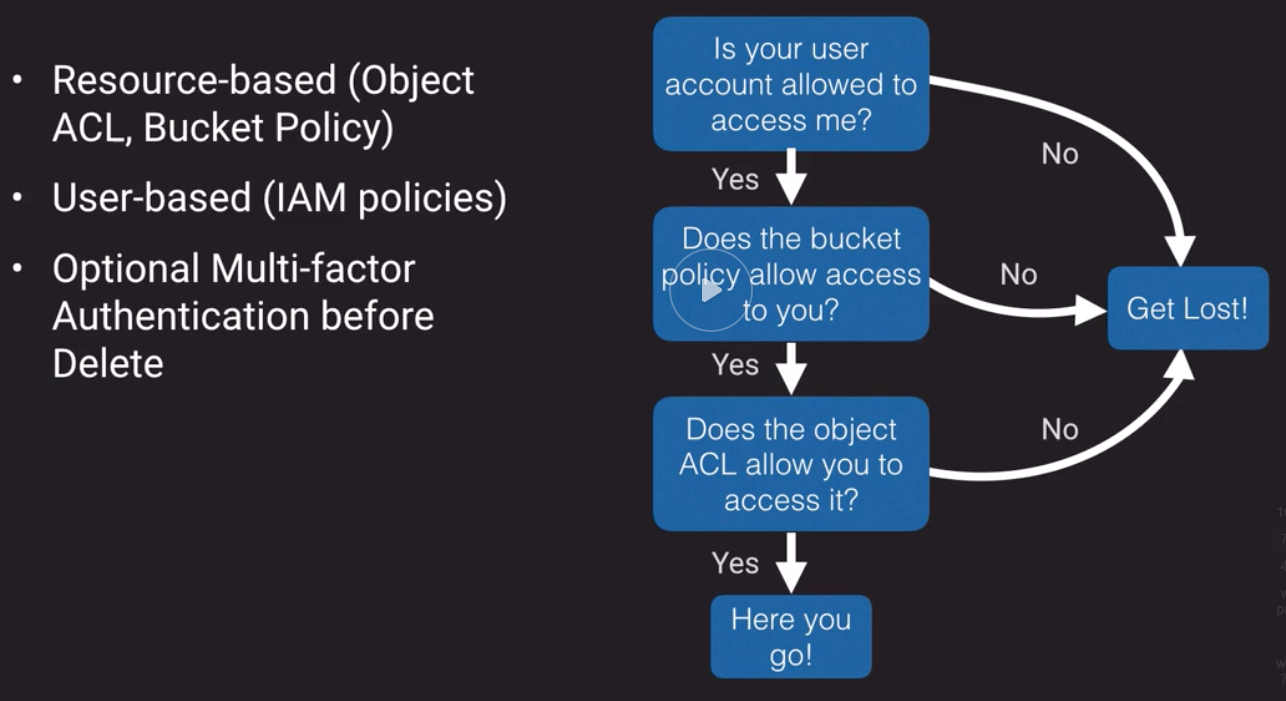 • Resource-based (Object
ACL, Bucket Policy)
• User-based (IAM policies)
• Optional Multi-factor
Authentication before
Delete
Is your user
account allowed to
access me?
No
Yes
Does the bucket
policy allow access
to you?
No
Get Lost!
Yes
Does the object
ACL allow you to
access it?
No
Yes
Here you
go!